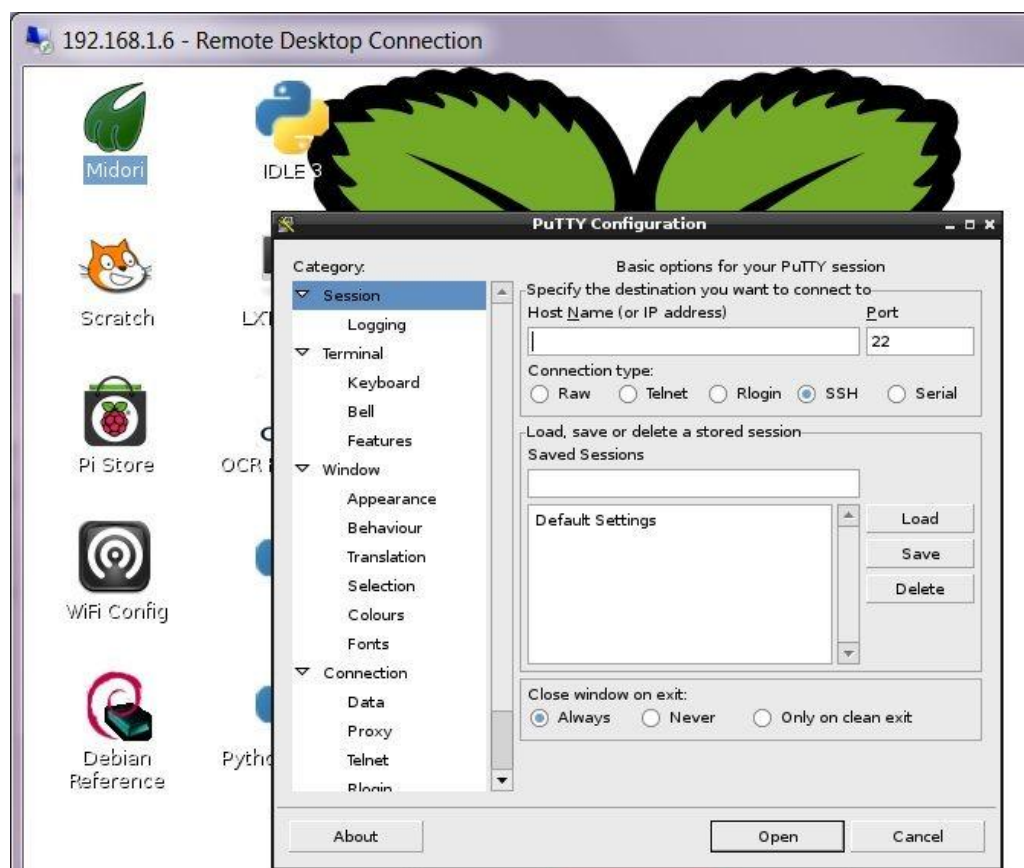 192.168.1.6 - Remote Desktop Connection
Midori
IDLE 3
Scratch
LXT
Pi Store
OCR
WiFi Config
Debian
Reference
Pytho
PuTTY Configuration
Category:
Session
Logging
Terminal
Keyboard
Bell
Features
Window
Appearance
Behaviour
Translation
Selection
Colours
Fonts
Connection
Data
Proxy
Telnet
Rlogin
Basic options for your PuTTY session
Specify the destination you want to connect to
Host Name (or IP address) Port
22
Connection type:
Raw Telnet Rlogin SSH Serial
Load, save or delete a stored session
Saved Sessions
Default Settings
Load
Save
Delete
Close window on exit:
Always Never Only on clean exit
About Open Cancel